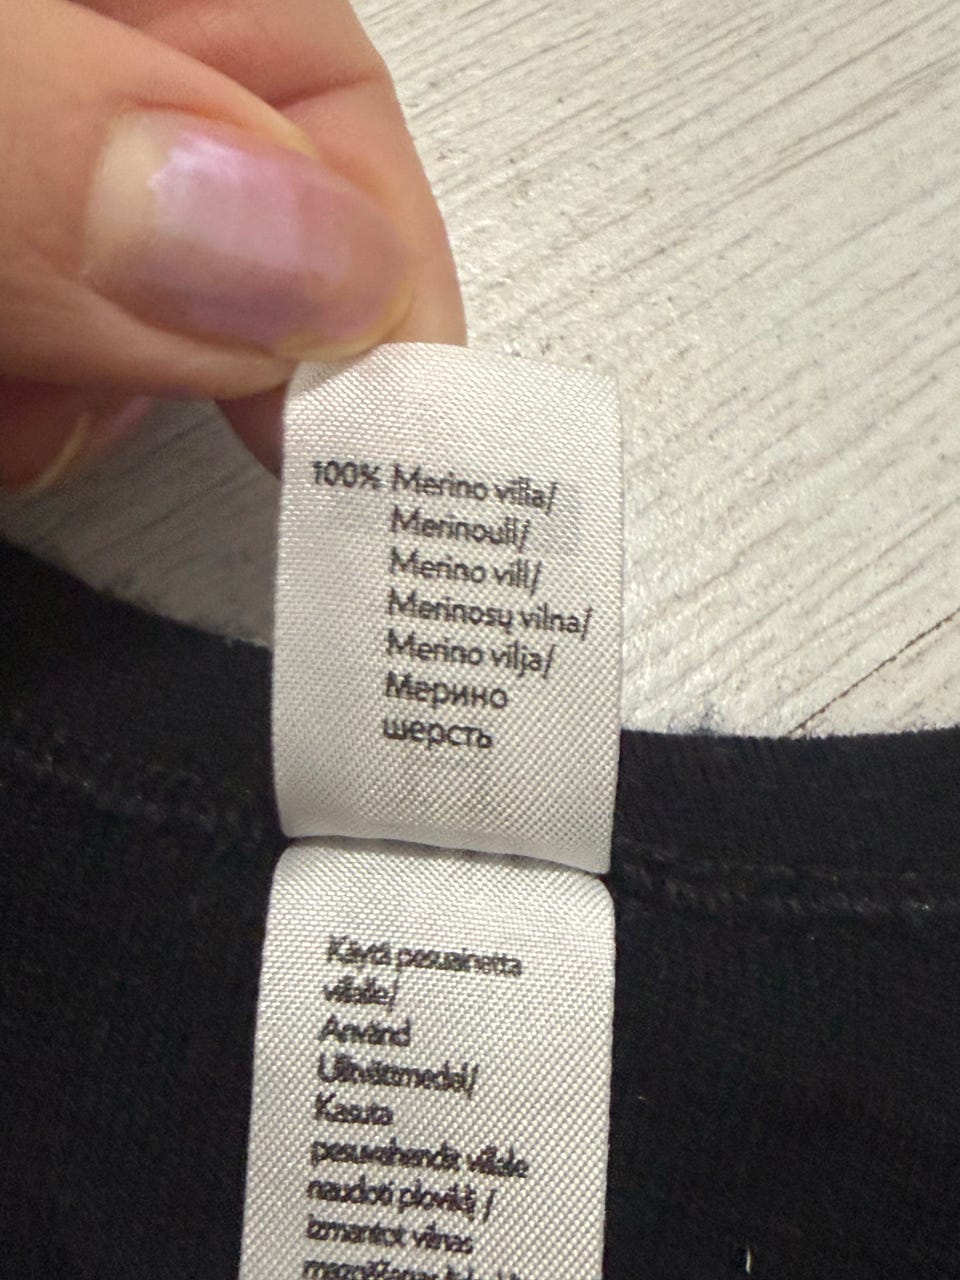 100% Merino villa/
Merinoull/
Merino vill/
Merinosų vilna/
Merino vilja/
Мерино
шерсть
Käytä pesuainetta
villalle/
Använd
Ulltvättmedel/
Kasuta
pesuvahendit villale
naudoti ploviklį /
izmantot vilnas